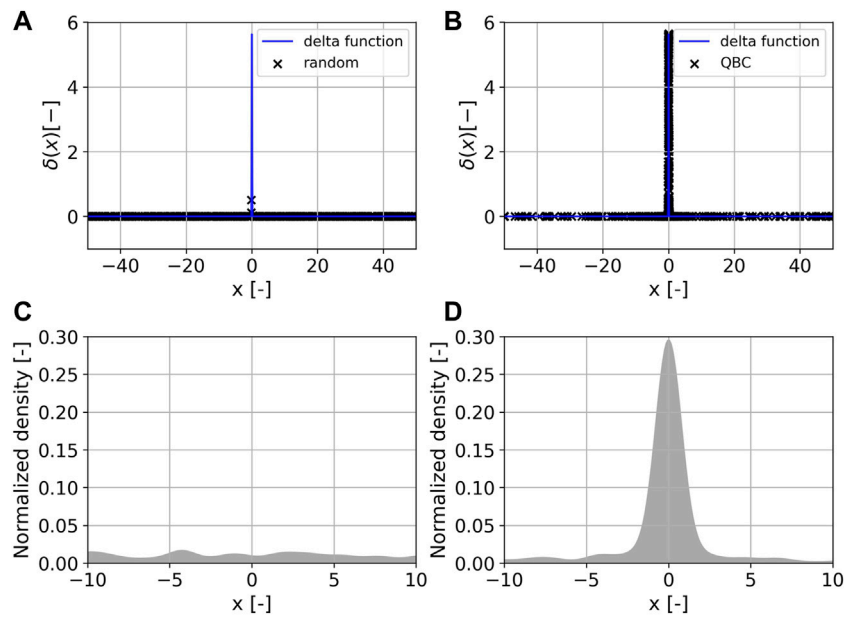 A
B
6
4
2
0
δ(x)[−]
delta function
random
−40
−20
0
20
40
x [-]
6
4
2
0
δ(x)[−]
delta function
QBC
−40
−20
0
20
40
x [-]
C
D
0.30
0.25
0.20
0.15
0.10
0.05
0.00
Normalized density [-]
−10
−5
0
5
10
x [-]
0.30
0.25
0.20
0.15
0.10
0.05
0.00
Normalized density [-]
−10
−5
0
5
10
x [-]